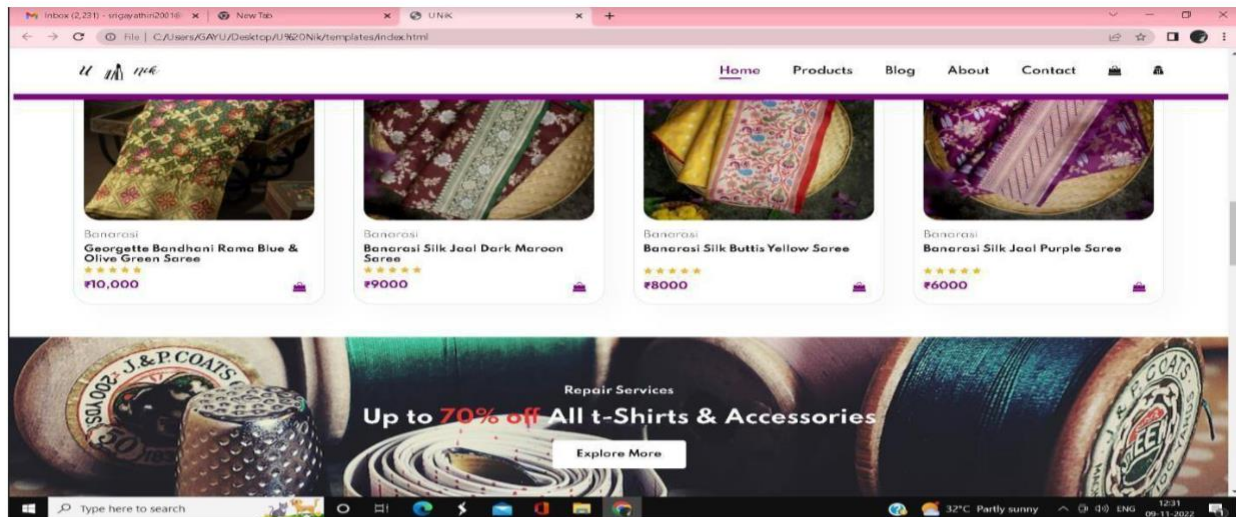 Inbox (2,231) - srigayathiri2001@
New Tab
UNiK
File | C:/Users/GAYU/Desktop/U%20Nik/templates/index.html
U Nik
Home Products Blog About Contact
Banarasi
Georgette Bandhani Rama Blue &
Olive Green Saree
₹10,000
Banarasi
Banarasi Silk Jaal Dark Maroon
Saree
₹9000
Banarasi
Banarasi Silk Buttis Yellow Saree
₹8000
Banarasi
Banarasi Silk Jaal Purple Saree
₹6000
J.& P. COATS
200 YDS
50
Repair Services
Up to 70% off All t-Shirts & Accessories
Explore More
Type here to search
32°C Partly sunny
ENG
12:31
09-11-2022